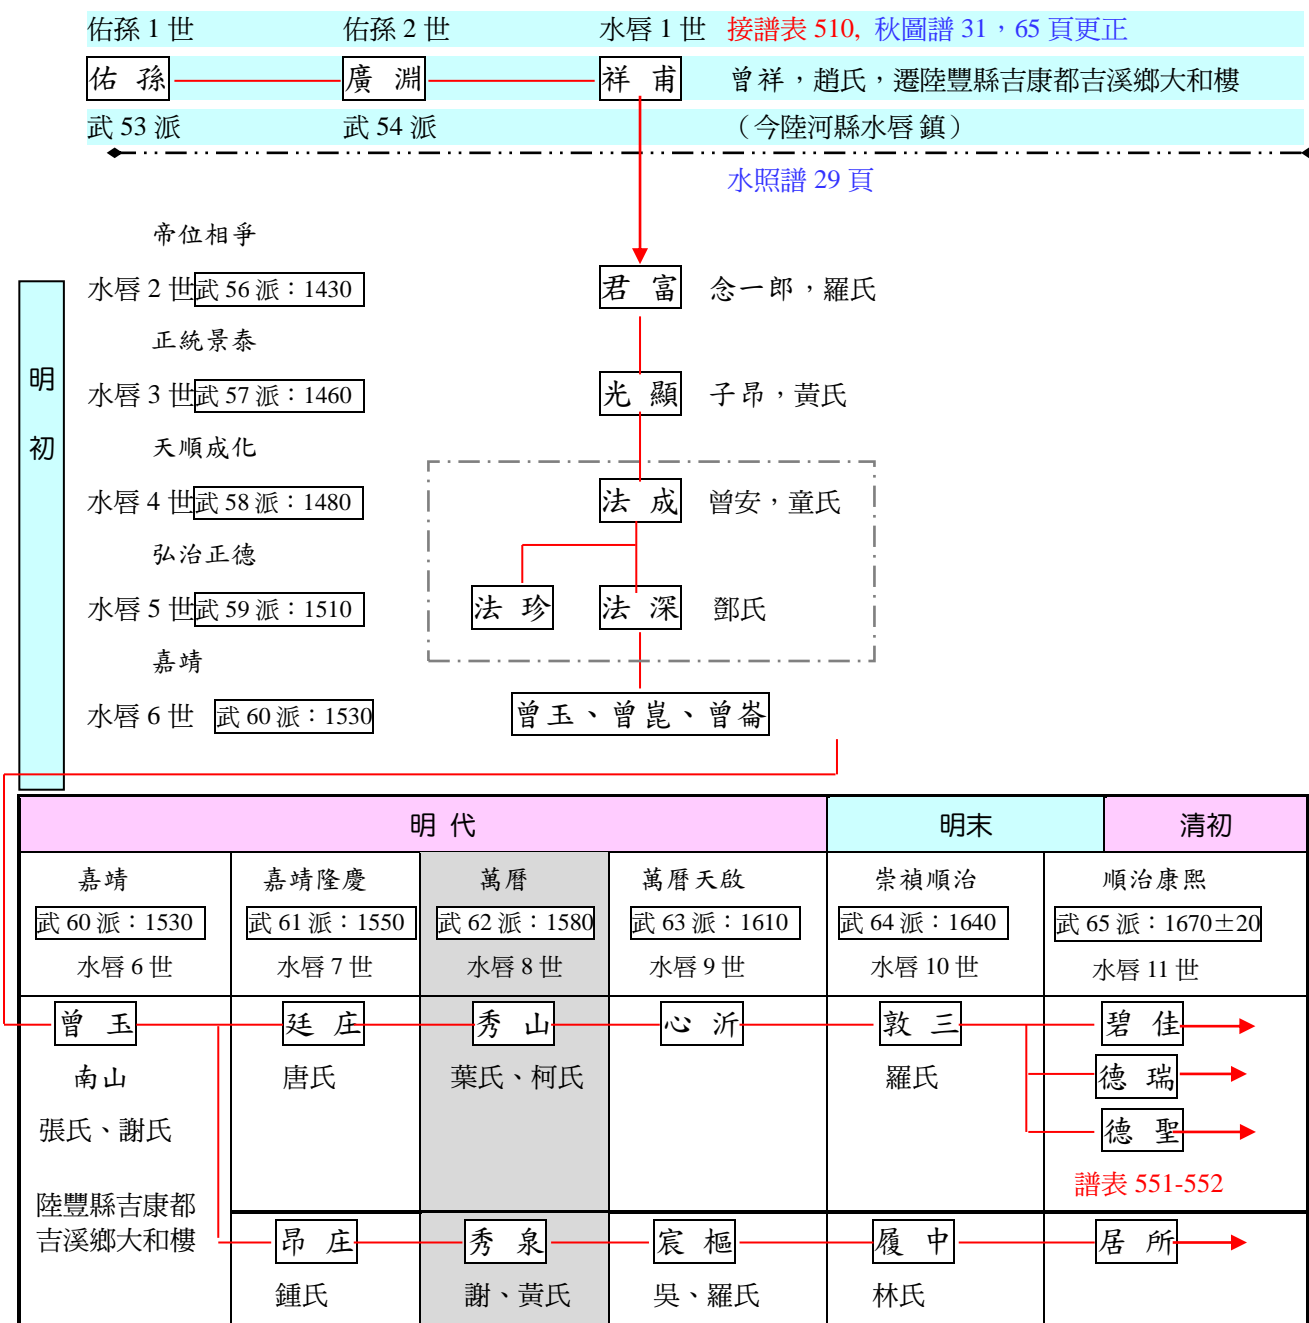 佑孫 1 世 佑孫 2 世 水唇 1 世 接譜表 510, 秋圖譜 31，65 頁更正
佑 孫 廣 淵 祥 甫 曾祥，趙氏，遷陸豐縣吉康都吉溪鄉大和樓
武 53 派 武 54 派 （今陸河縣水唇 鎮）
水照譜 29 頁
帝位相爭
水唇 2 世 武 56 派：1430 君 富 念一郎，羅氏
正統景泰
明 初
水唇 3 世 武 57 派：1460 光 顯 子昂，黃氏
天順成化
水唇 4 世 武 58 派：1480 法 成 曾安，童氏
弘治正德
水唇 5 世 武 59 派：1510 法 珍 法 深 鄧氏
嘉靖
水唇 6 世 武 60 派：1530 曾玉、曾崑、曾崙
明 代 明末 清初
嘉靖 嘉靖隆慶 萬曆 萬曆天啟 崇禎順治 順治康熙
武 60 派：1530 武 61 派：1550 武 62 派：1580 武 63 派：1610 武 64 派：1640 武 65 派：1670±20
水唇 6 世 水唇 7 世 水唇 8 世 水唇 9 世 水唇 10 世 水唇 11 世
曾 玉 廷 庄 秀 山 心 沂 敦 三 碧 佳
南山 唐氏 葉氏、柯氏 羅氏 德 瑞
張氏、謝氏 德 聖
譜表 551-552
陸豐縣吉康都
吉溪鄉大和樓 昂 庄 秀 泉 宸 樞 履 中 居 所
鍾氏 謝、黃氏 吳、羅氏 林氏